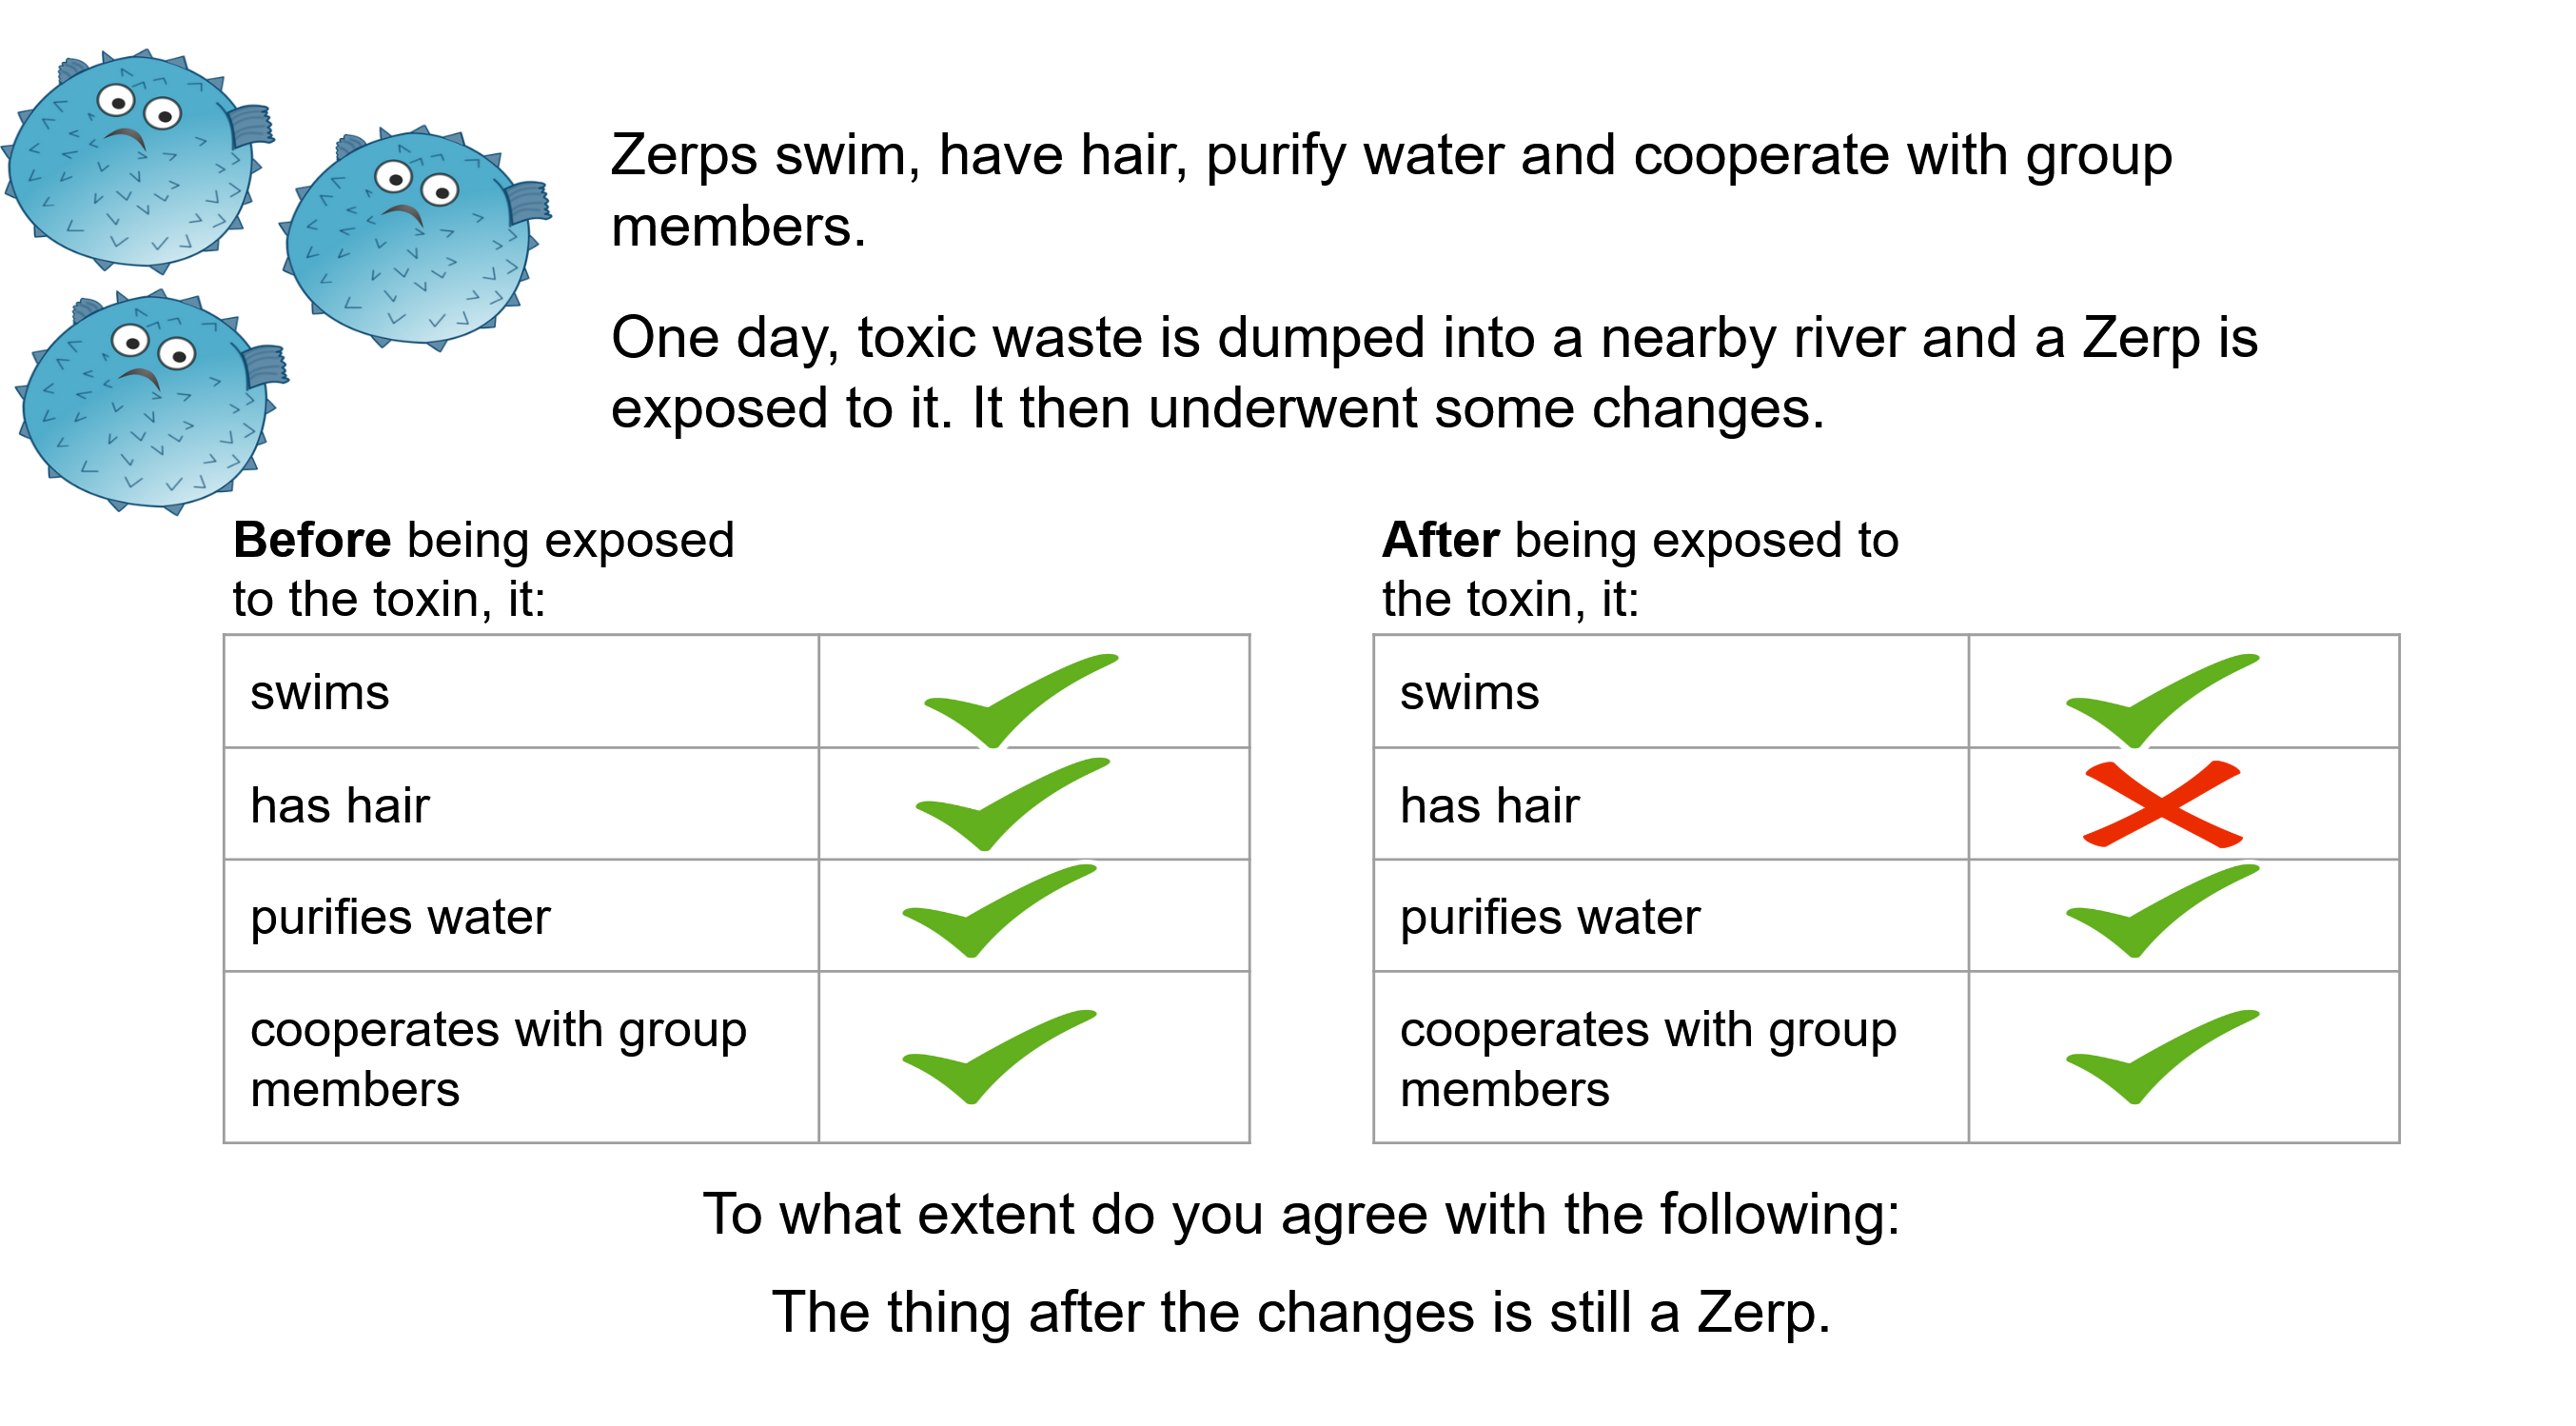 Zerps swim, have hair, purify water and cooperate with group
members.
One day, toxic waste is dumped into a nearby river and a Zerp is
exposed to it. It then underwent some changes.
Before being exposed
to the toxin, it:
swims
has hair
purifies water
cooperates with group
members
After being exposed to
the toxin, it:
swims
has hair
purifies water
cooperates with group
members
To what extent do you agree with the following:
The thing after the changes is still a Zerp.